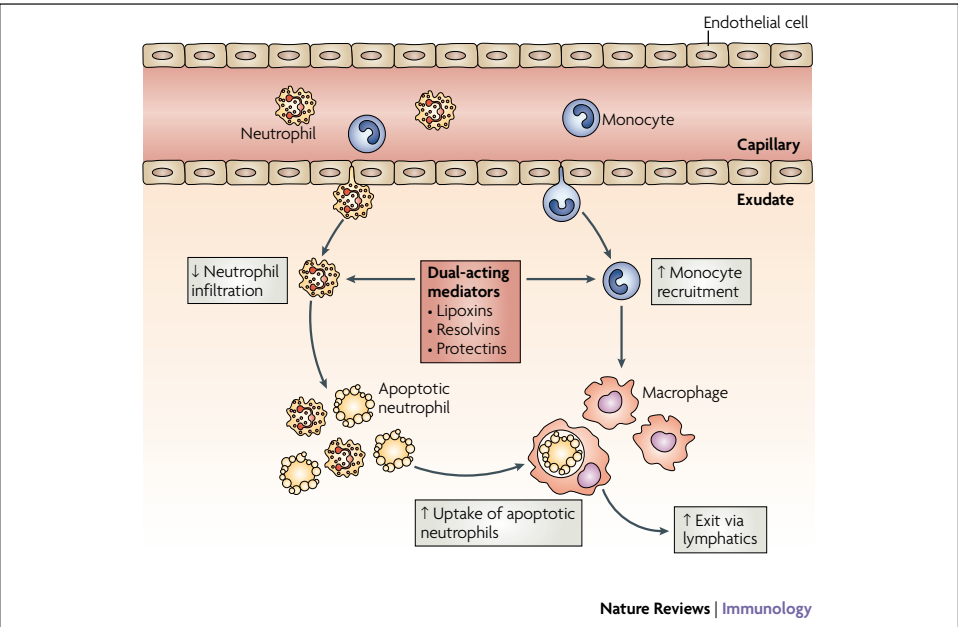 Endothelial cell
Neutrophil
Monocyte
Capillary
Exudate
↓ Neutrophil
infiltration
Dual-acting
mediators
• Lipoxins
• Resolvins
• Protectins
↑ Monocyte
recruitment
Apoptotic
neutrophil
Macrophage
↑ Uptake of apoptotic
neutrophils
↑ Exit via
lymphatics
Nature Reviews | Immunology